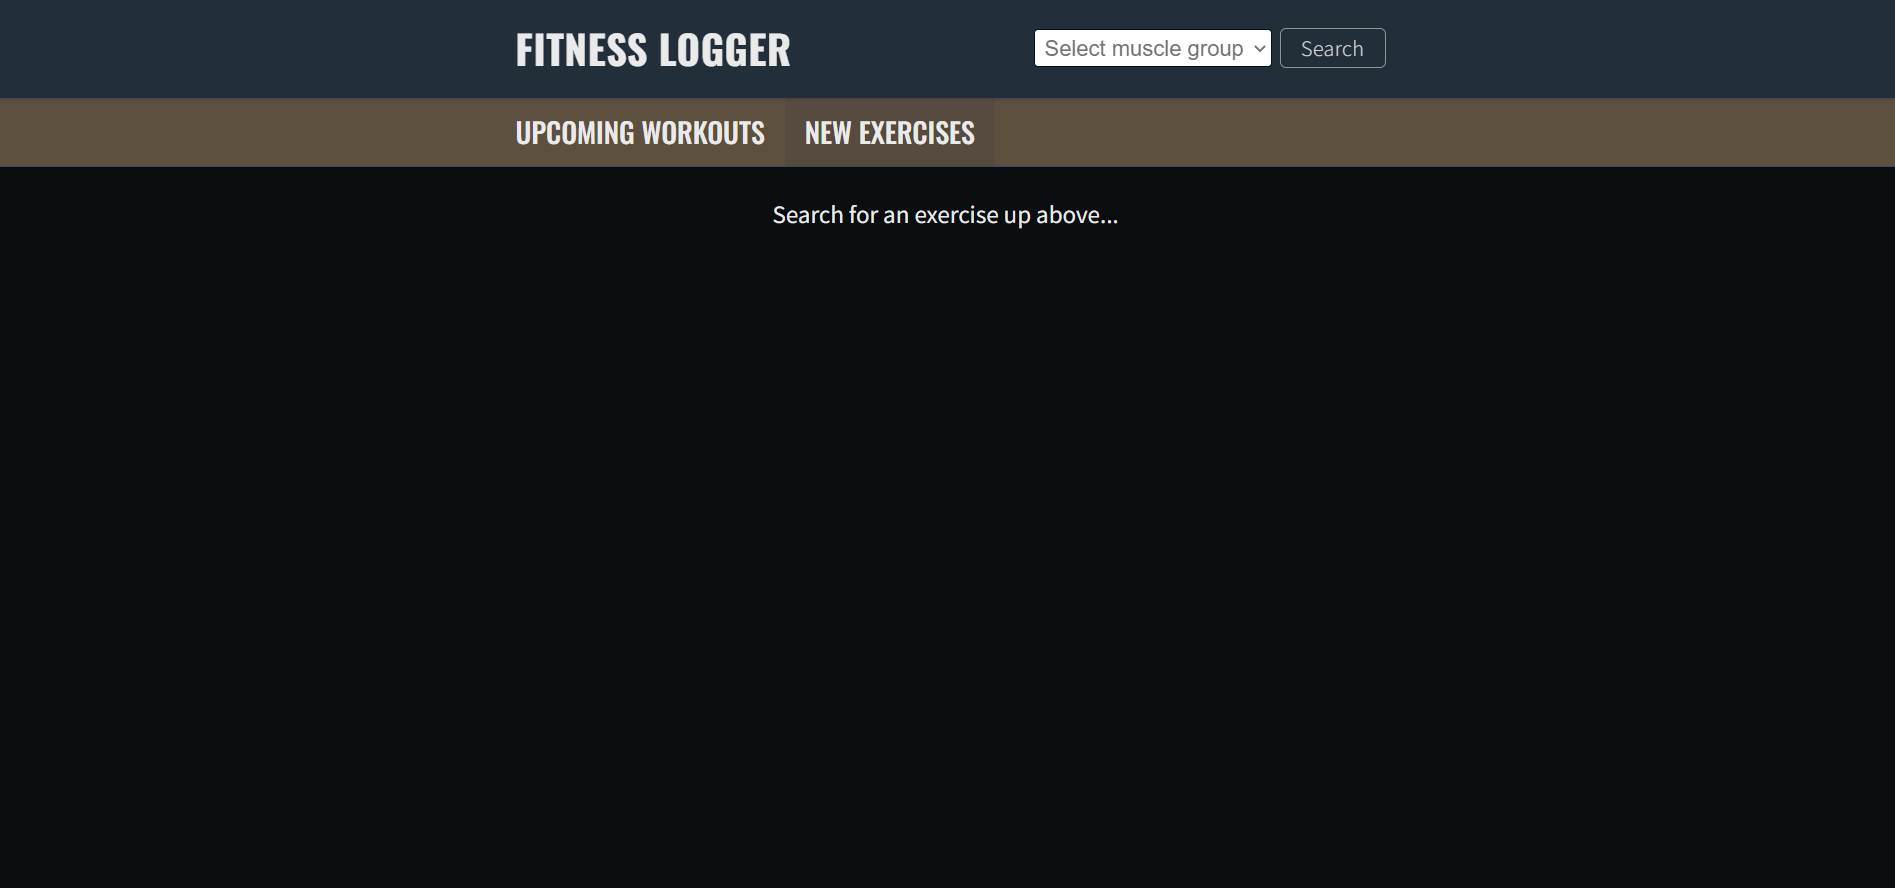 FITNESS LOGGER
Select muscle group
Search
UPCOMING WORKOUTS
NEW EXERCISES
Search for an exercise up above...